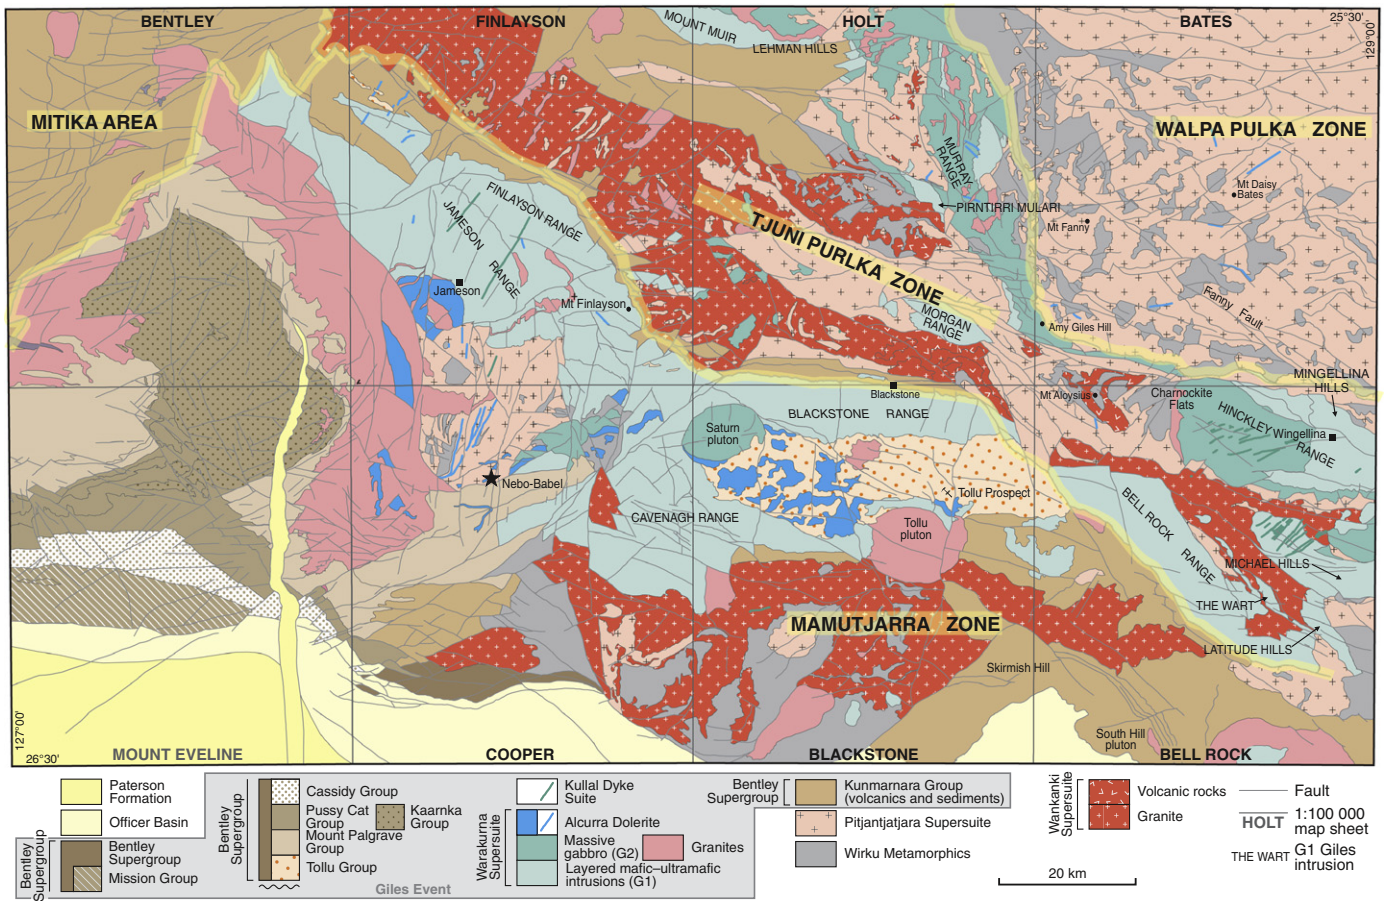 BENTLEY
FINLAYSON
HOLT
BATES
25°30'
129°00'
MOUNT MUIR
LEHMAN HILLS
MITIKA AREA
WALPA PULKA ZONE
MURRAY
RANGE
Mt Daisy
Bates
PIRNTIRRI MULARI
Mt Fanny
FINLAYSON RANGE
JAMESON
RANGE
TJUNI PURLKA ZONE
Jameson
Mt Finlayson
MORGAN
RANGE
Fanny Fault
Amy Giles Hill
MINGELLINA
HILLS
Blackstone
Mt Aloysius
Charnockite
Flats
BLACKSTONE RANGE
HINCKLEY
RANGE
Wingellina
Saturn
pluton
Nebo-Babel
Tollu Prospect
CAVENAGH RANGE
Tollu
pluton
BELL ROCK
RANGE
MICHAEL HILLS
THE WART
MAMUTJARRA ZONE
LATITUDE HILLS
Skirmish Hill
South Hill
pluton
127°00'
26°30'
MOUNT EVELINE
COOPER
BLACKSTONE
BELL ROCK
Paterson
Formation
Officer Basin
Bentley
Supergroup
Bentley
Supergroup
Mission Group
Bentley
Supergroup
Cassidy Group
Pussy Cat
Group
Kaarnka
Group
Mount Palgrave
Group
Tollu Group
Giles Event
Kullal Dyke
Suite
Warakurna
Supersuite
Alcurra Dolerite
Massive
gabbro (G2)
Granites
Layered mafic–ultramafic
intrusions (G1)
Bentley
Supergroup
Kunmarnara Group
(volcanics and sediments)
Pitjantjatjara Supersuite
Wirku Metamorphics
Wankanki
Supersuite
Volcanic rocks
Granite
Fault
HOLT
1:100 000
map sheet
THE WART
G1 Giles
intrusion
20 km